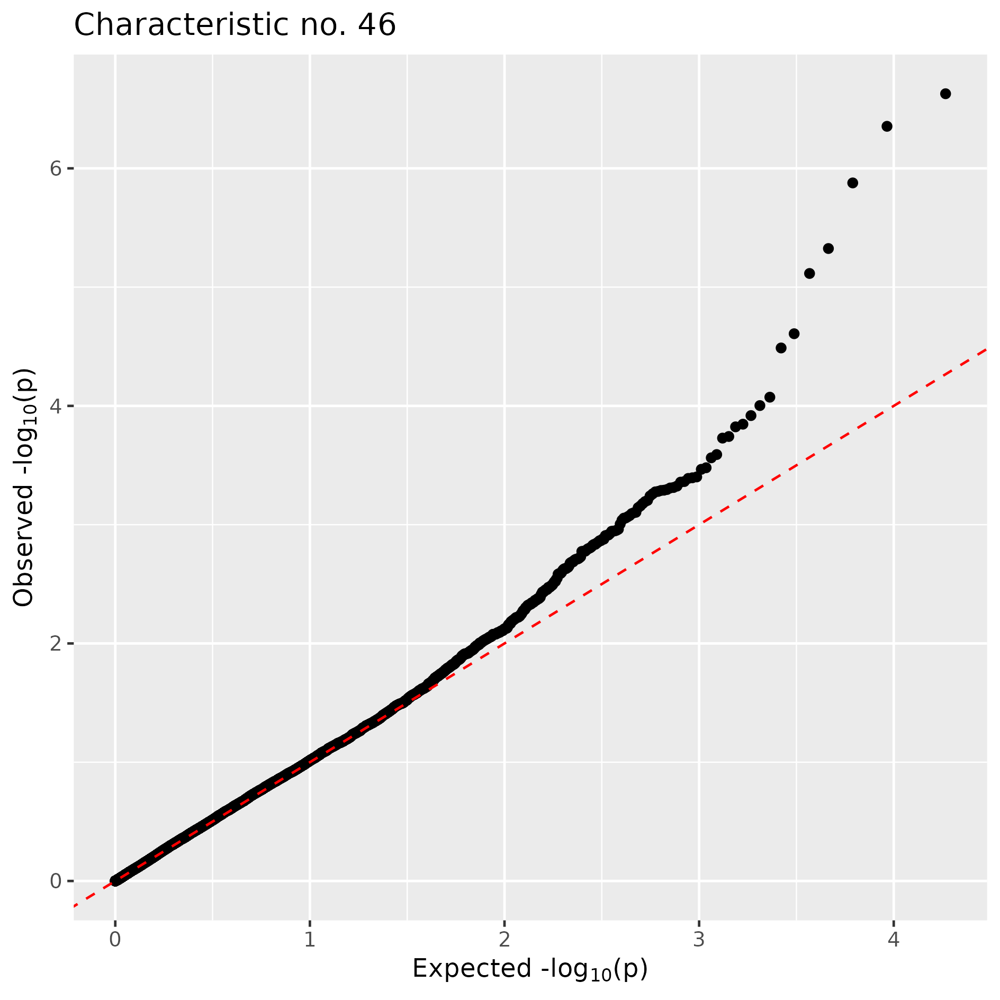 Characteristic no. 46
6
4
2
0
0 1 2 3 4
Observed -log₁₀(p)
Expected -log₁₀(p)